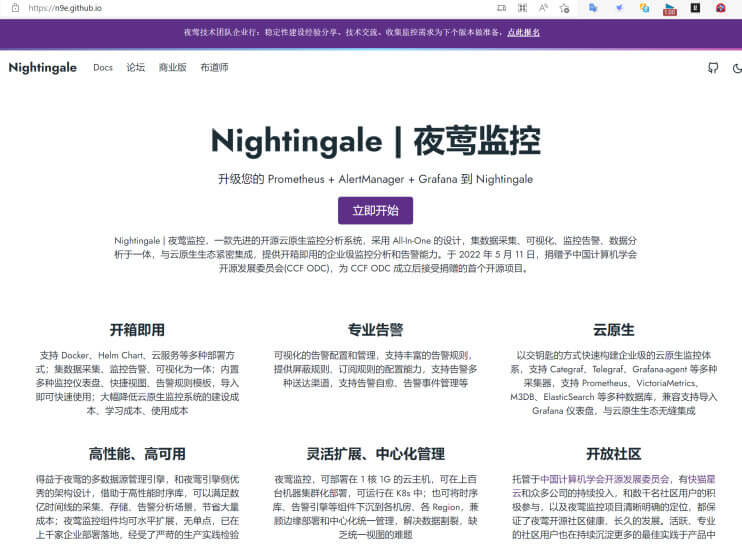 https://n9e.github.io
夜莺技术团队企业行：稳定性建设经验分享、技术交流、收集监控需求为下个版本做准备，点此报名
Nightingale Docs 论坛 商业版 布道师
Nightingale | 夜莺监控
升级您的 Prometheus + AlertManager + Grafana 到 Nightingale
立即开始
Nightingale | 夜莺监控，一款先进的开源云原生监控分析系统，采用 All-In-One 的设计，集数据采集、可视化、监控告警、数据分
析于一体，与云原生生态紧密集成，提供开箱即用的企业级监控分析和告警能力。于 2022 年 5 月 11 日，捐赠予中国计算机学会
开源发展委员会(CCF ODC)，为 CCF ODC 成立后接受捐赠的首个开源项目。
开箱即用
支持 Docker、Helm Chart、云服务等多种部署方
式；集数据采集、监控告警、可视化为一体；内置
多种监控仪表盘、快捷视图、告警规则模板，导入
即可快速使用；大幅降低云原生监控系统的建设成
本、学习成本、使用成本
专业告警
可视化的告警配置和管理，支持丰富的告警规则，
提供屏蔽规则、订阅规则的配置能力，支持告警多
种送达渠道，支持告警自愈、告警事件管理等
云原生
以交钥匙的方式快速构建企业级的云原生监控体
系，支持 Categraf、Telegraf、Grafana-agent 等多种
采集器，支持 Prometheus、VictoriaMetrics、
M3DB、ElasticSearch 等多种数据库，兼容支持导入
Grafana 仪表盘，与云原生生态无缝集成
高性能、高可用
得益于夜莺的多数据源管理引擎，和夜莺引擎侧优
秀的架构设计，借助于高性能时序库，可以满足数
亿时间线的采集、存储、告警分析场景，节省大量
成本；夜莺监控组件均可水平扩展，无单点，已在
上千家企业部署落地，经受了严苛的生产实践检验
灵活扩展、中心化管理
夜莺监控，可部署在 1 核 1G 的云主机，可在上百
台机器集群化部署，可运行在 K8s 中；也可将时序
库、告警引擎等组件下沉到各机房、各 Region，兼
顾边缘部署和中心化统一管理，解决数据割裂，缺
乏统一视图的难题
开放社区
托管于中国计算机学会开源发展委员会，有快猫星
云和众多公司的持续投入，和数千名社区用户的积
极参与，以及夜莺监控项目清晰明确的定位，都保
证了夜莺开源社区健康、长久的发展。活跃、专业
的社区用户也在持续沉淀更多的最佳实践于产品中